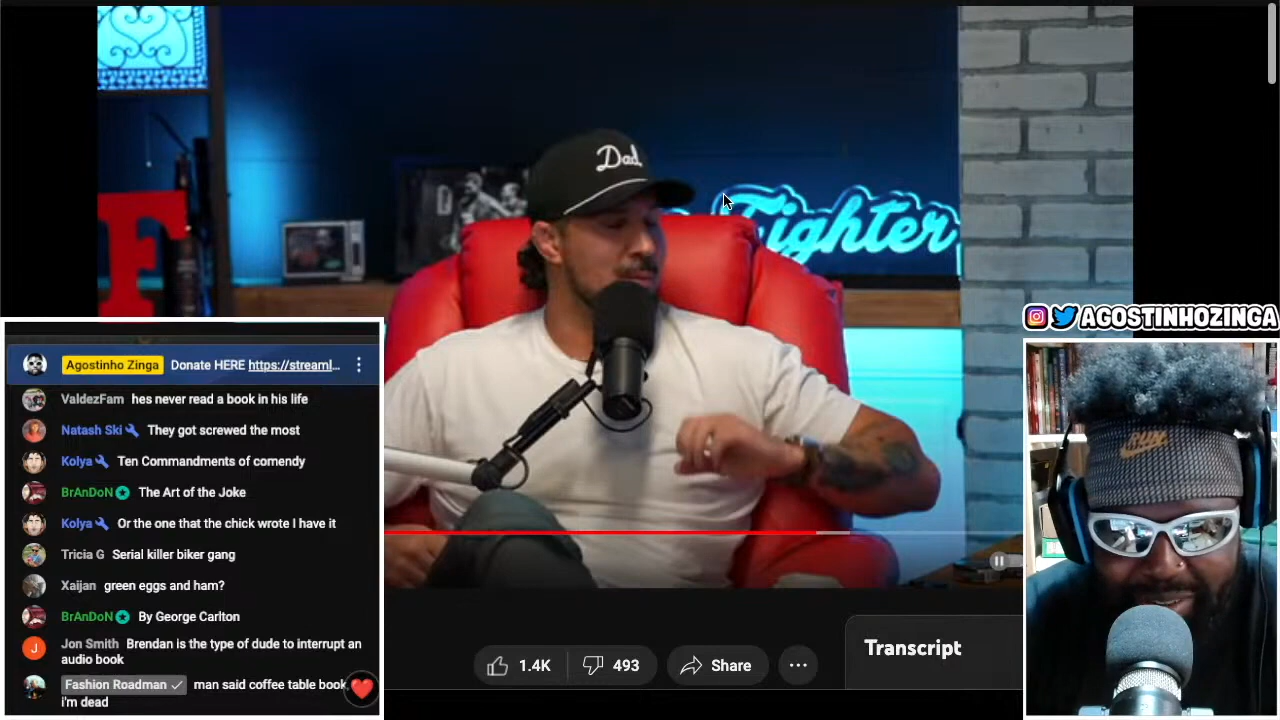 Dad.
Fighter
F
AGOSTINHOZINGA
Agostinho Zinga Donate HERE https://streaml...
ValdezFam hes never read a book in his life
Natash Ski They got screwed the most
Kolya Ten Commandments of comendy
BrAnDoN The Art of the Joke
Kolya Or the one that the chick wrote I have it
Tricia G Serial killer biker gang
Xaijan green eggs and ham?
BrAnDoN By George Carlton
J
Jon Smith Brendan is the type of dude to interrupt an
audio book
Fashion Roadman man said coffee table book
i'm dead
1.4K
493
Share
Transcript
RUN